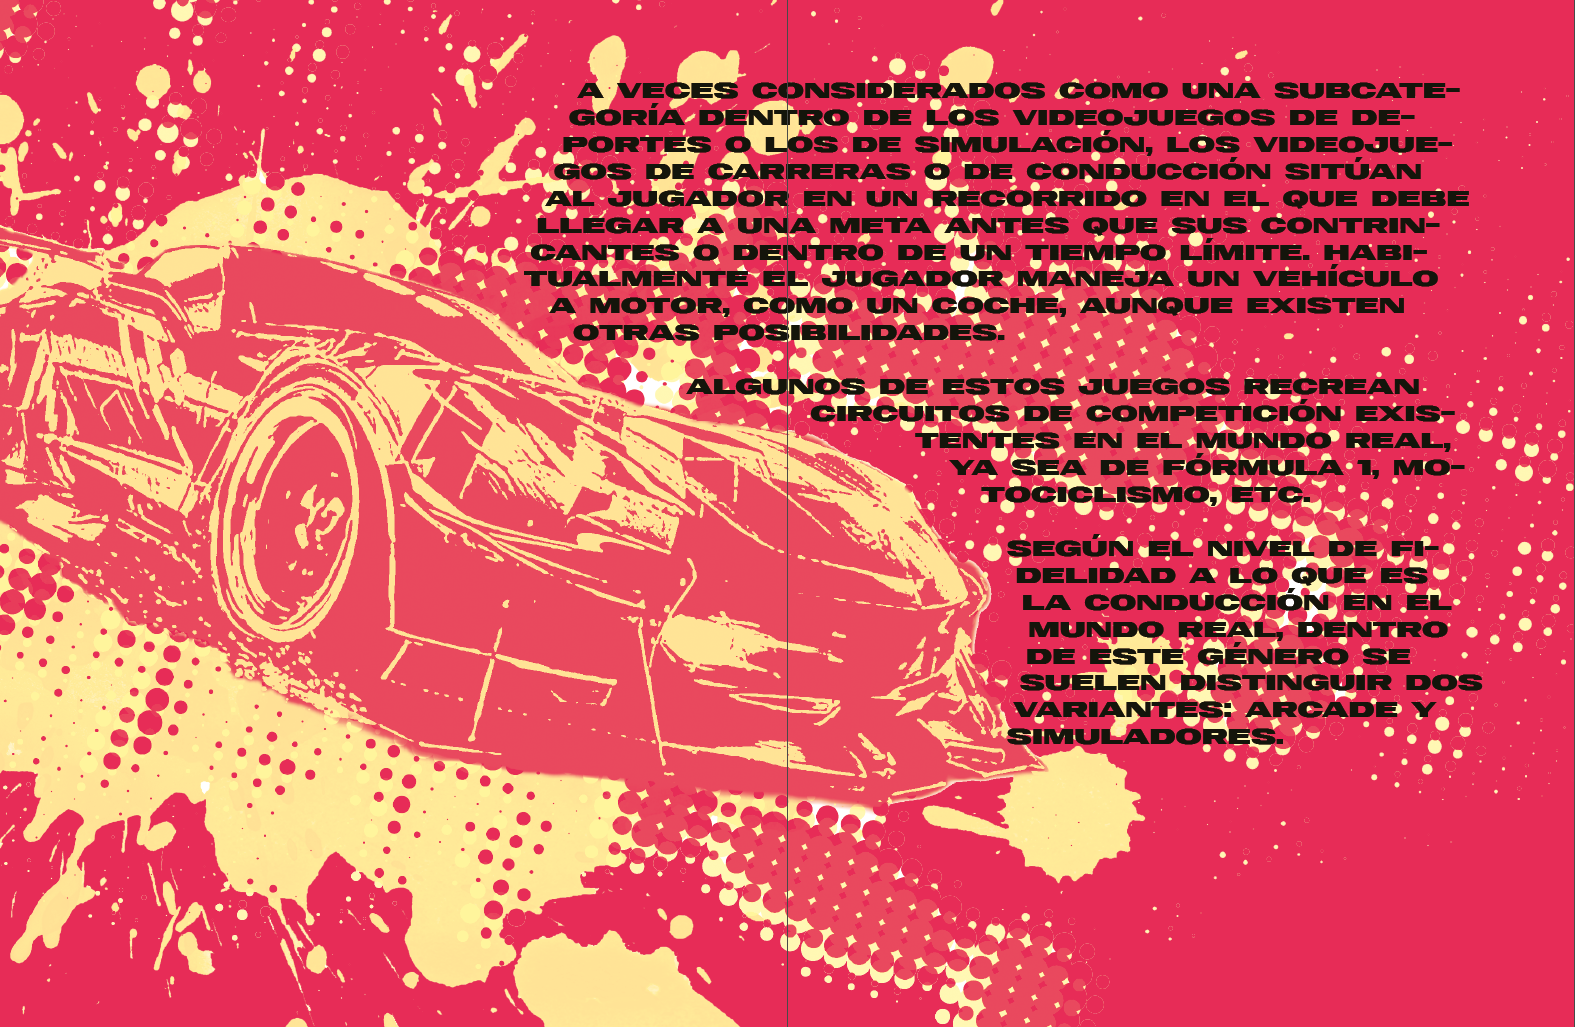 A VECES CONSIDERADOS COMO UNA SUBCATE-
GORÍA DENTRO DE LOS VIDEOJUEGOS DE DE-
PORTES O LOS DE SIMULACIÓN, LOS VIDEOJUE-
GOS DE CARRERAS O DE CONDUCCIÓN SITÚAN
AL JUGADOR EN UN RECORRIDO EN EL QUE DEBE
LLEGAR A UNA META ANTES QUE SUS CONTRIN-
CANTES O DENTRO DE UN TIEMPO LÍMITE. HABI-
TUALMENTE EL JUGADOR MANEJA UN VEHÍCULO
A MOTOR, COMO UN COCHE, AUNQUE EXISTEN
OTRAS POSIBILIDADES.
ALGUNOS DE ESTOS JUEGOS RECREAN
CIRCUITOS DE COMPETICIÓN EXIS-
TENTES EN EL MUNDO REAL,
YA SEA DE FÓRMULA 1, MO-
TOCICLISMO, ETC.
SEGÚN EL NIVEL DE FI-
DELIDAD A LO QUE ES
LA CONDUCCIÓN EN EL
MUNDO REAL, DENTRO
DE ESTE GÉNERO SE
SUELEN DISTINGUIR DOS
VARIANTES: ARCADE Y
SIMULADORES.